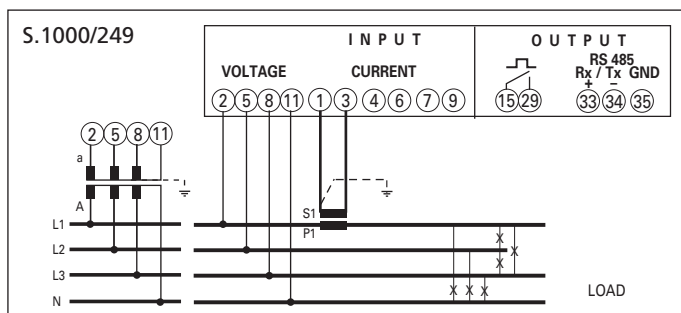 S.1000/249
INPUT
OUTPUT
VOLTAGE
CURRENT
RS 485
Rx / Tx GND
+ −
2 5 8 11 1 3 4 6 7 9
15 29 33 34 35
2 5 8 11
a
A
S1
P1
L1
L2
L3
N
X
X X
X
X X X
LOAD